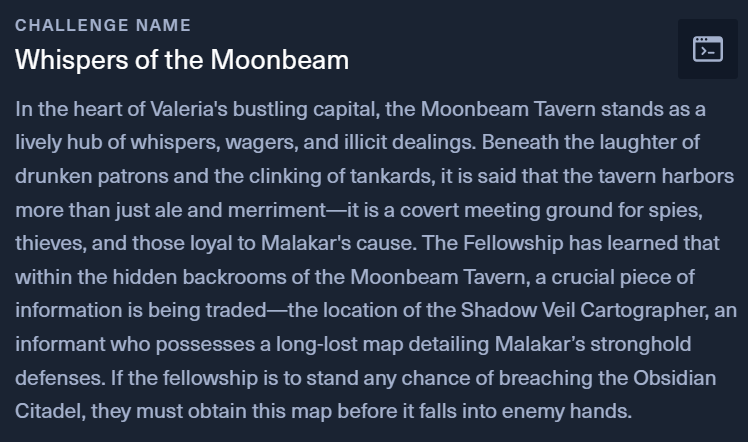 CHALLENGE NAME
Whispers of the Moonbeam
In the heart of Valeria's bustling capital, the Moonbeam Tavern stands as a
lively hub of whispers, wagers, and illicit dealings. Beneath the laughter of
drunken patrons and the clinking of tankards, it is said that the tavern harbors
more than just ale and merriment—it is a covert meeting ground for spies,
thieves, and those loyal to Malakar's cause. The Fellowship has learned that
within the hidden backrooms of the Moonbeam Tavern, a crucial piece of
information is being traded—the location of the Shadow Veil Cartographer, an
informant who possesses a long-lost map detailing Malakar’s stronghold
defenses. If the fellowship is to stand any chance of breaching the Obsidian
Citadel, they must obtain this map before it falls into enemy hands.